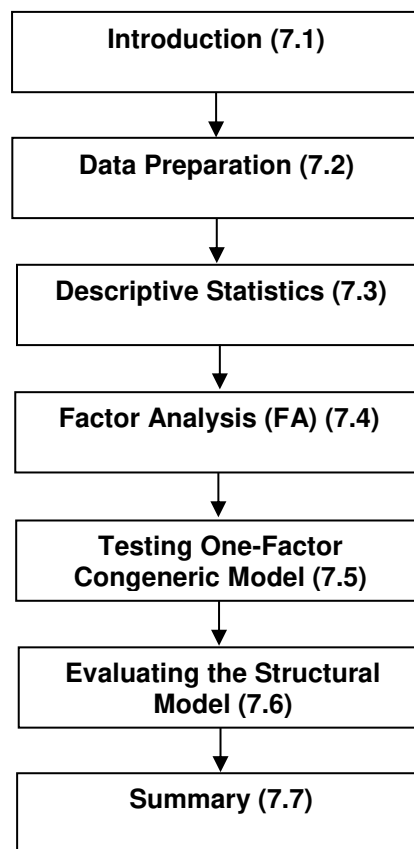 Introduction (7.1)
Data Preparation (7.2)
Descriptive Statistics (7.3)
Factor Analysis (FA) (7.4)
Testing One-Factor
Congeneric Model (7.5)
Evaluating the Structural
Model (7.6)
Summary (7.7)